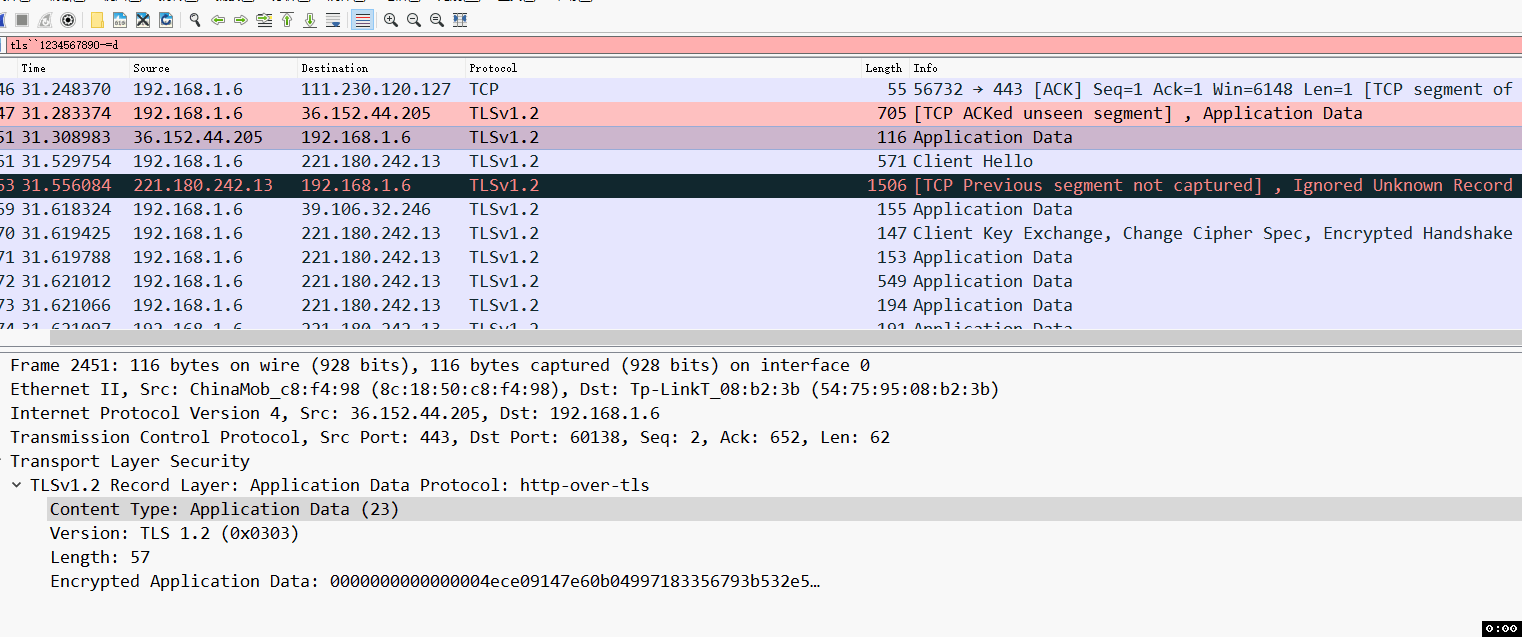 tls``1234567890-=d
Time Source Destination Protocol Length Info
46 31.248370 192.168.1.6 111.230.120.127 TCP 55 56732 → 443 [ACK] Seq=1 Ack=1 Win=6148 Len=1 [TCP segment of
47 31.283374 192.168.1.6 36.152.44.205 TLSv1.2 705 [TCP ACKed unseen segment] , Application Data
51 31.308983 36.152.44.205 192.168.1.6 TLSv1.2 116 Application Data
61 31.529754 192.168.1.6 221.180.242.13 TLSv1.2 571 Client Hello
63 31.556084 221.180.242.13 192.168.1.6 TLSv1.2 1506 [TCP Previous segment not captured] , Ignored Unknown Record
69 31.618324 192.168.1.6 39.106.32.246 TLSv1.2 155 Application Data
70 31.619425 192.168.1.6 221.180.242.13 TLSv1.2 147 Client Key Exchange, Change Cipher Spec, Encrypted Handshake
71 31.619788 192.168.1.6 221.180.242.13 TLSv1.2 153 Application Data
72 31.621012 192.168.1.6 221.180.242.13 TLSv1.2 549 Application Data
73 31.621066 192.168.1.6 221.180.242.13 TLSv1.2 194 Application Data
74 31.621097 192.168.1.6 221.180.242.13 TLSv1.2 191 Application Data
Frame 2451: 116 bytes on wire (928 bits), 116 bytes captured (928 bits) on interface 0
Ethernet II, Src: ChinaMob_c8:f4:98 (8c:18:50:c8:f4:98), Dst: Tp-LinkT_08:b2:3b (54:75:95:08:b2:3b)
Internet Protocol Version 4, Src: 36.152.44.205, Dst: 192.168.1.6
Transmission Control Protocol, Src Port: 443, Dst Port: 60138, Seq: 2, Ack: 652, Len: 62
Transport Layer Security
TLSv1.2 Record Layer: Application Data Protocol: http-over-tls
Content Type: Application Data (23)
Version: TLS 1.2 (0x0303)
Length: 57
Encrypted Application Data: 0000000000000004ece09147e60b04997183356793b532e5…
0:00